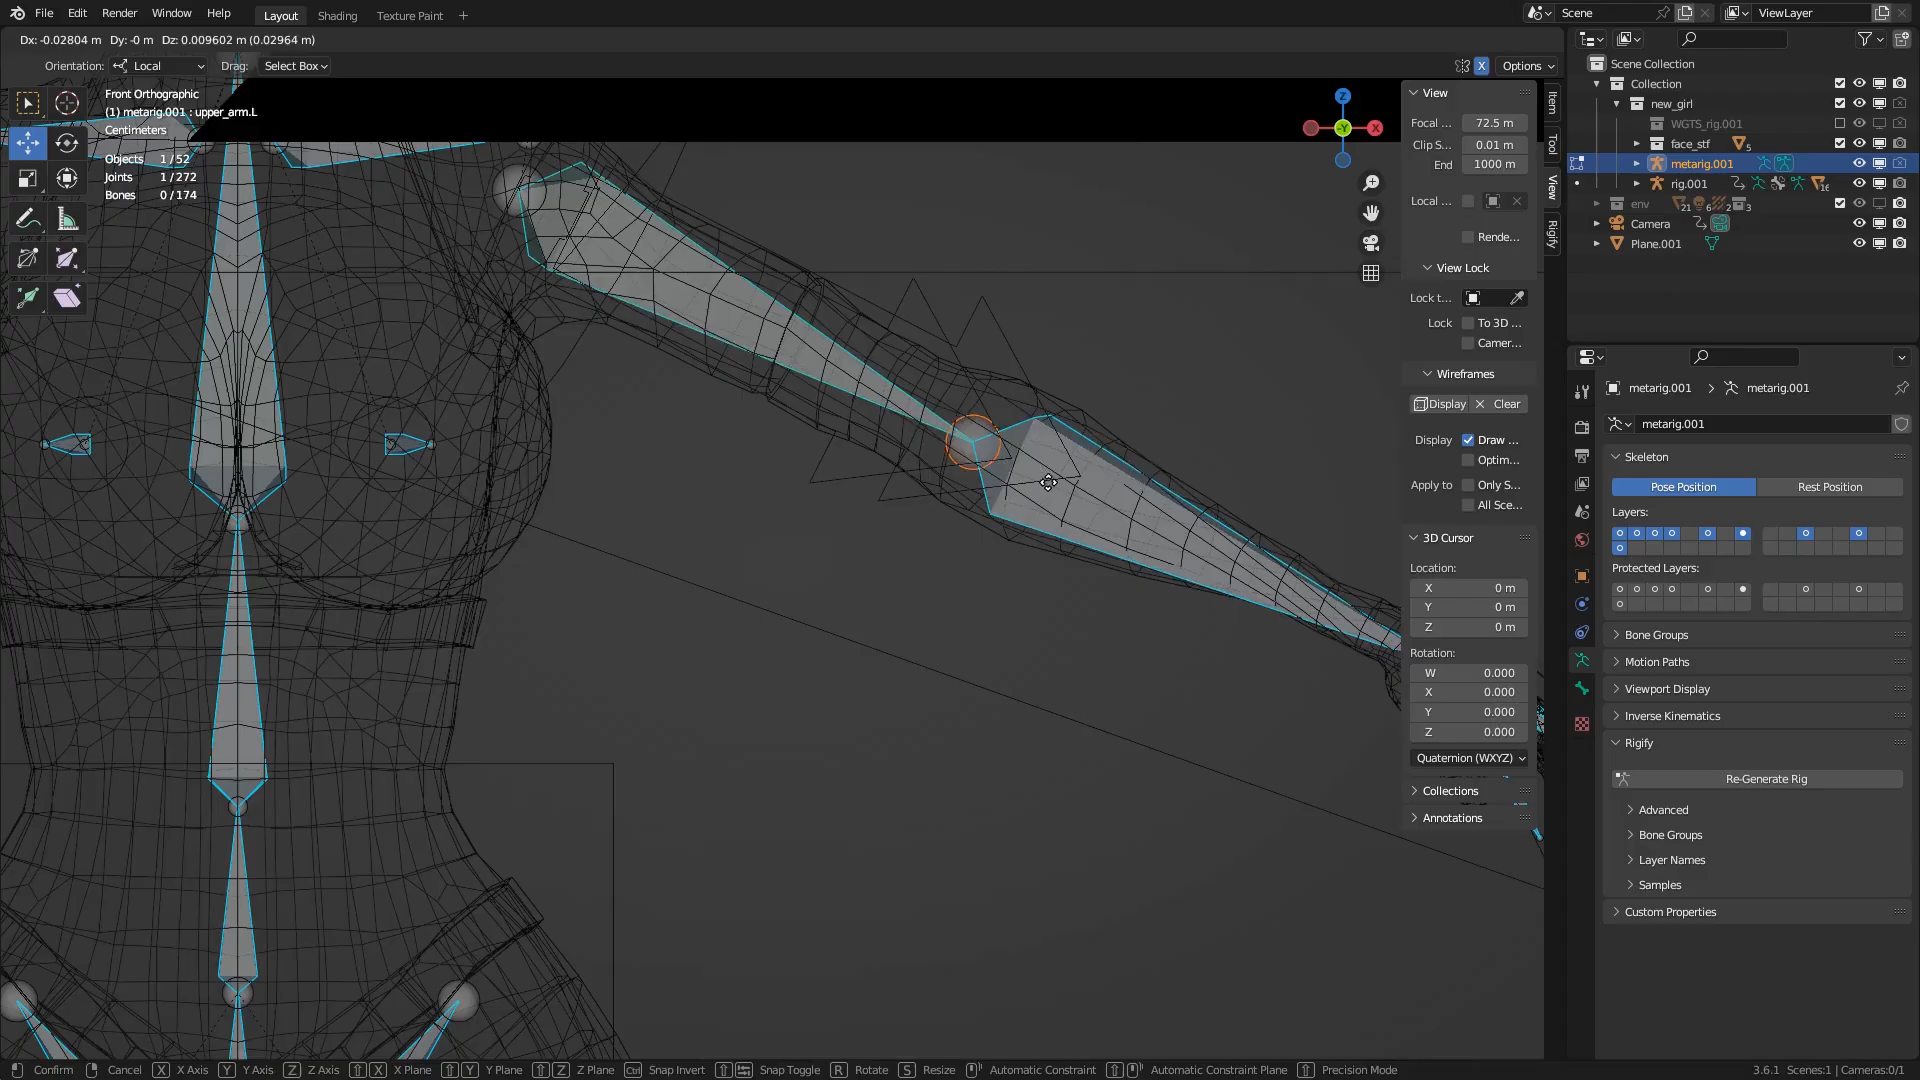 File Edit Render Window Help Layout Shading Texture Paint + Scene ViewLayer
Dx: -0.02804 m Dy: -0 m Dz: 0.009602 m (0.02964 m)
Orientation: Local Drag: Select Box X Options
Front Orthographic
(1) metarig.001 : upper_arm.L
Centimeters
Objects 1/52
Joints 1/272
Bones 0/174
Z
-Y
X
View
Focal ... 72.5 m
Clip S... 0.01 m
End 1000 m
Local ...
Rende...
View Lock
Lock t...
Lock To 3D ...
Camer...
Wireframes
Display Clear
Display Draw ...
Optim...
Apply to Only S...
All Sce...
3D Cursor
Location:
X 0 m
Y 0 m
Z 0 m
Rotation:
W 0.000
X 0.000
Y 0.000
Z 0.000
Quaternion (WXYZ)
Collections
Annotations
Item
Tool
View
Rigify
Scene Collection
Collection
new_girl
WGTS_rig.001
face_stf 5
metarig.001
rig.001 16
env 21 6 2 3
Camera
Plane.001
metarig.001 > metarig.001
metarig.001
Skeleton
Pose Position Rest Position
Layers:
Protected Layers:
Bone Groups
Motion Paths
Viewport Display
Inverse Kinematics
Rigify
Re-Generate Rig
Advanced
Bone Groups
Layer Names
Samples
Custom Properties
Confirm Cancel X X Axis Y Y Axis Z Z Axis X X Plane Y Y Plane Z Z Plane Ctrl Snap Invert Snap Toggle R Rotate S Resize Automatic Constraint Automatic Constraint Plane Precision Mode 3.6.1 Scenes:1 | Cameras:0/1